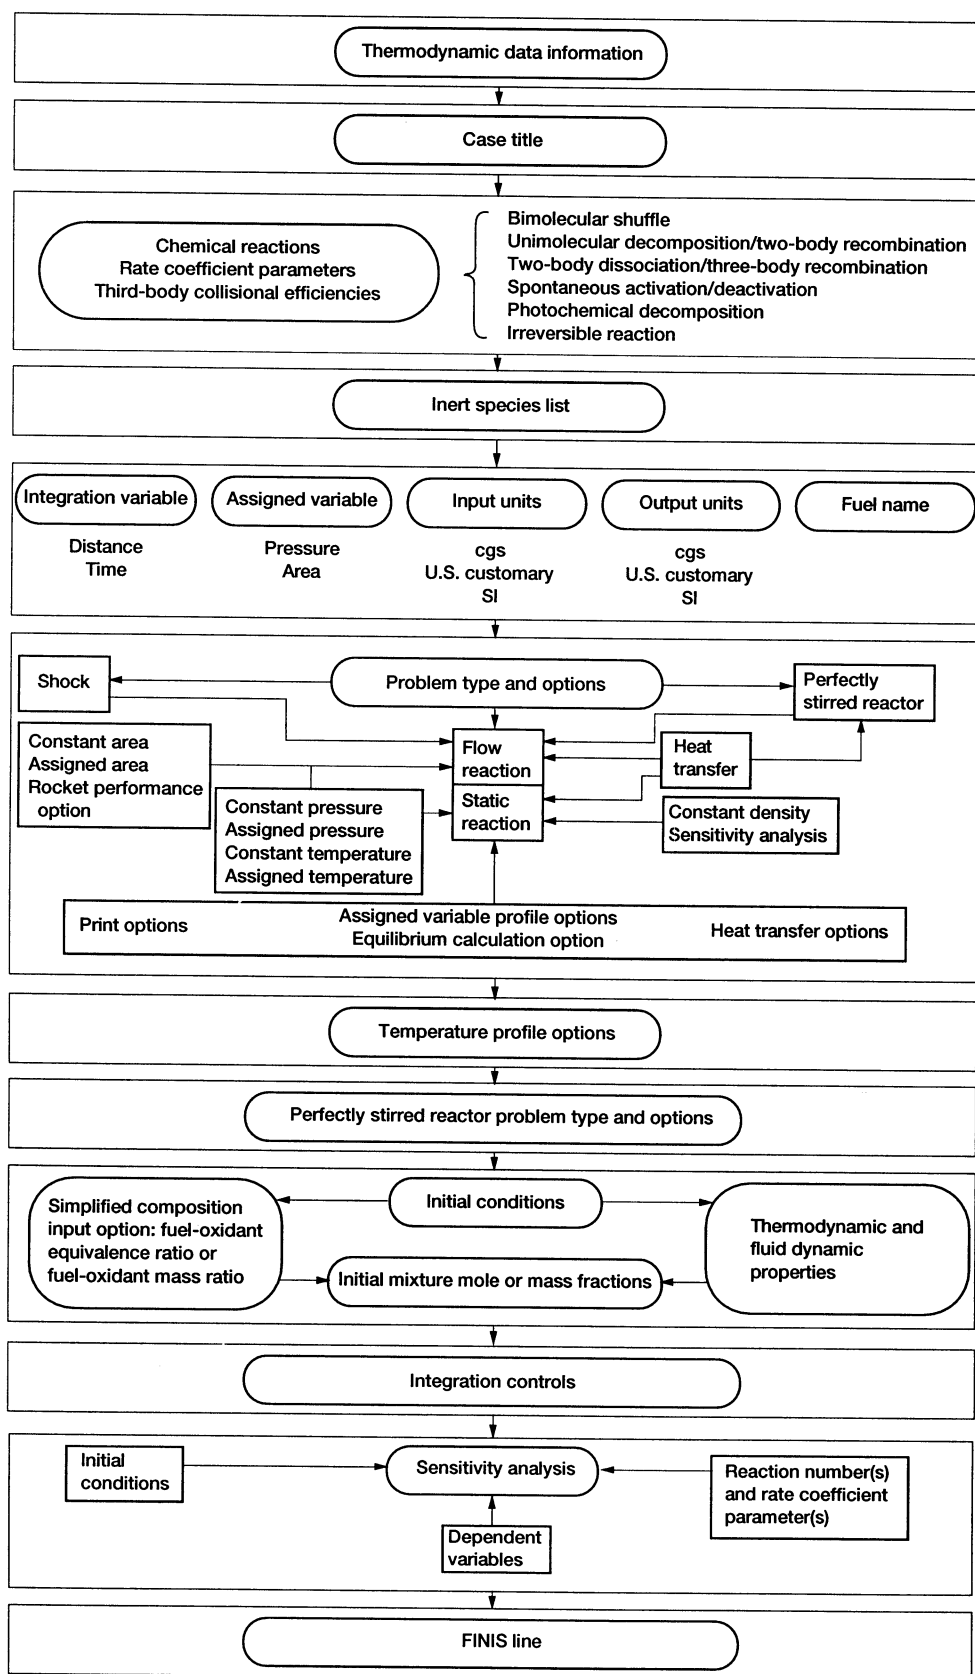 Thermodynamic data information
Case title
Chemical reactions
Rate coefficient parameters
Third-body collisional efficiencies
Bimolecular shuffle
Unimolecular decomposition/two-body recombination
Two-body dissociation/three-body recombination
Spontaneous activation/deactivation
Photochemical decomposition
Irreversible reaction
Inert species list
Integration variable
Distance
Time
Assigned variable
Pressure
Area
Input units
cgs
U.S. customary
SI
Output units
cgs
U.S. customary
SI
Fuel name
Shock
Problem type and options
Perfectly
stirred reactor
Constant area
Assigned area
Rocket performance
option
Flow
reaction
Heat
transfer
Constant pressure
Assigned pressure
Constant temperature
Assigned temperature
Static
reaction
Constant density
Sensitivity analysis
Print options
Assigned variable profile options
Equilibrium calculation option
Heat transfer options
Temperature profile options
Perfectly stirred reactor problem type and options
Simplified composition
input option: fuel-oxidant
equivalence ratio or
fuel-oxidant mass ratio
Initial conditions
Initial mixture mole or mass fractions
Thermodynamic and
fluid dynamic
properties
Integration controls
Initial
conditions
Sensitivity analysis
Dependent
variables
Reaction number(s)
and rate coefficient
parameter(s)
FINIS line